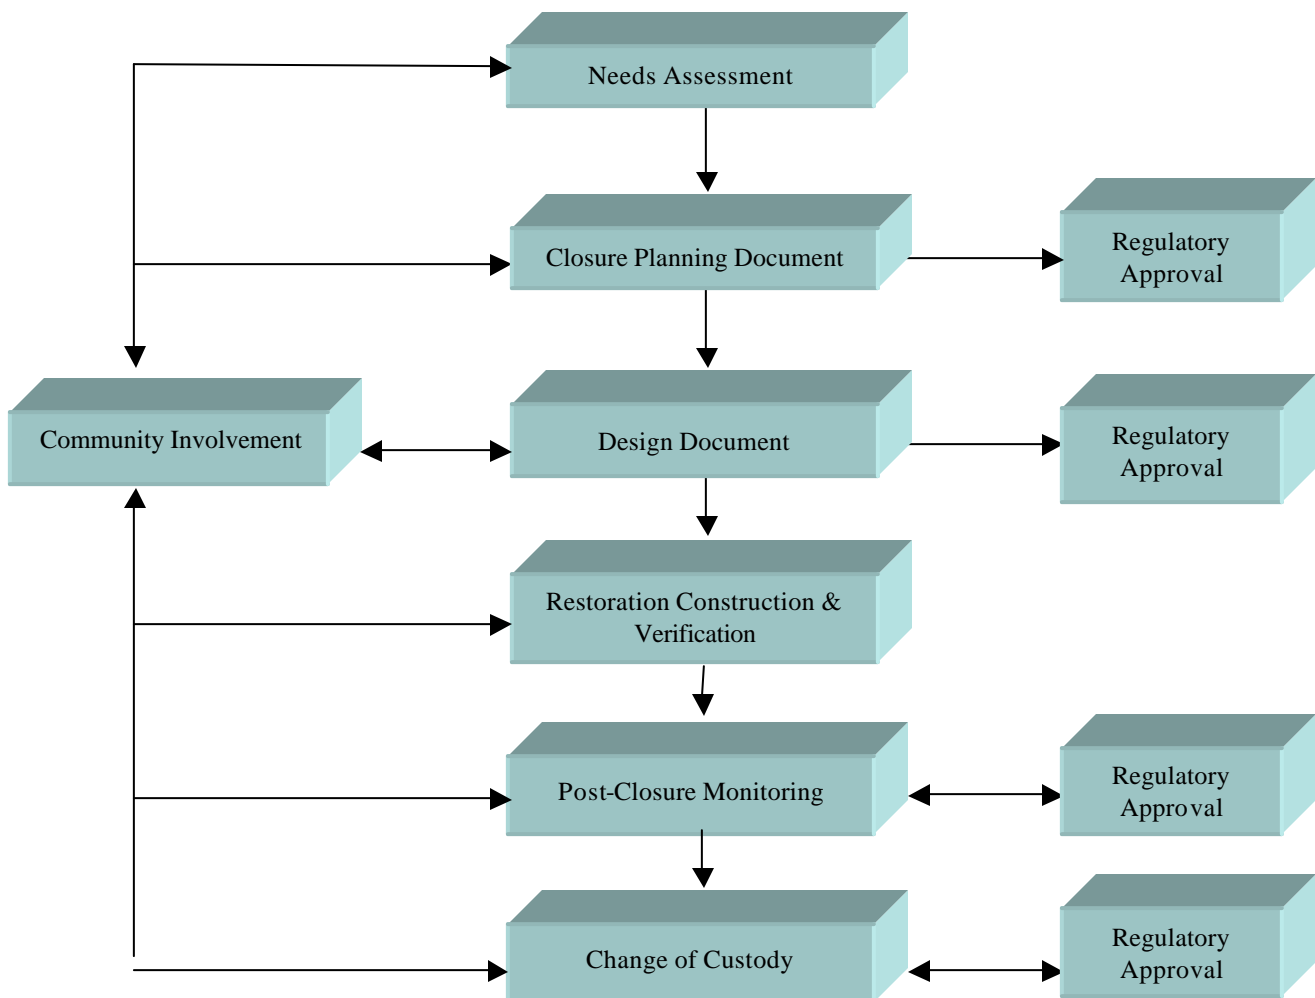 Needs Assessment
Closure Planning Document
Regulatory
Approval
Community Involvement
Design Document
Regulatory
Approval
Restoration Construction &
Verification
Post-Closure Monitoring
Regulatory
Approval
Change of Custody
Regulatory
Approval